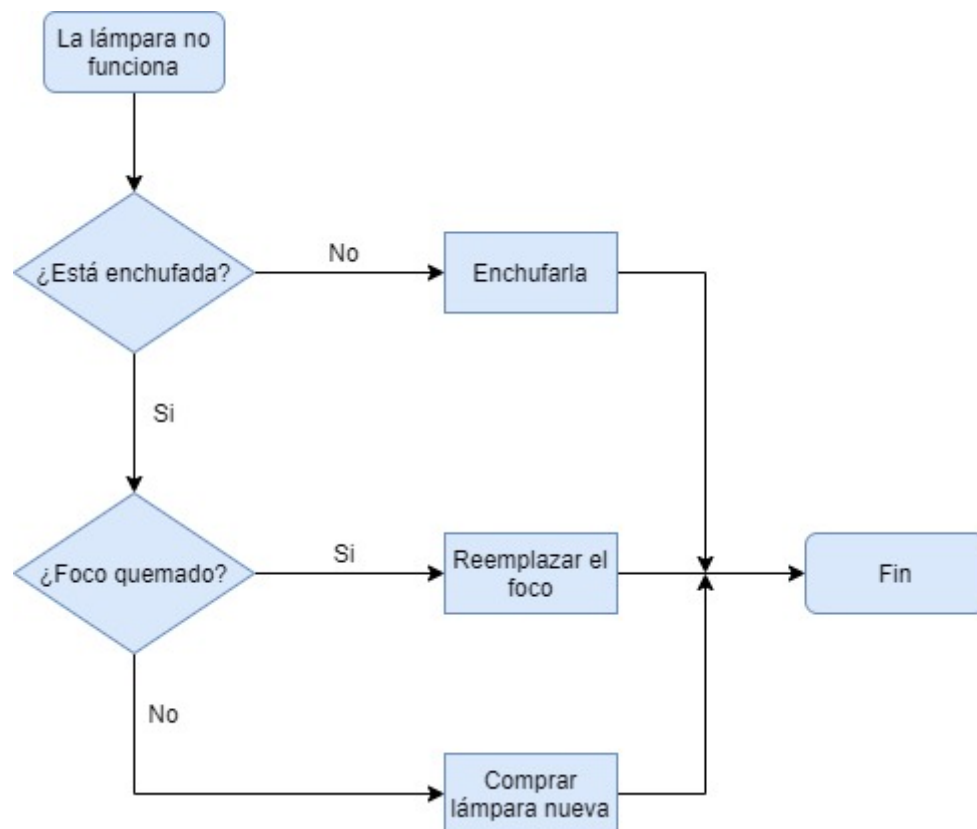 La lámpara no
funciona
¿Está enchufada?
No
Enchufarla
Si
¿Foco quemado?
Si
Reemplazar el
foco
Fin
No
Comprar
lámpara nueva